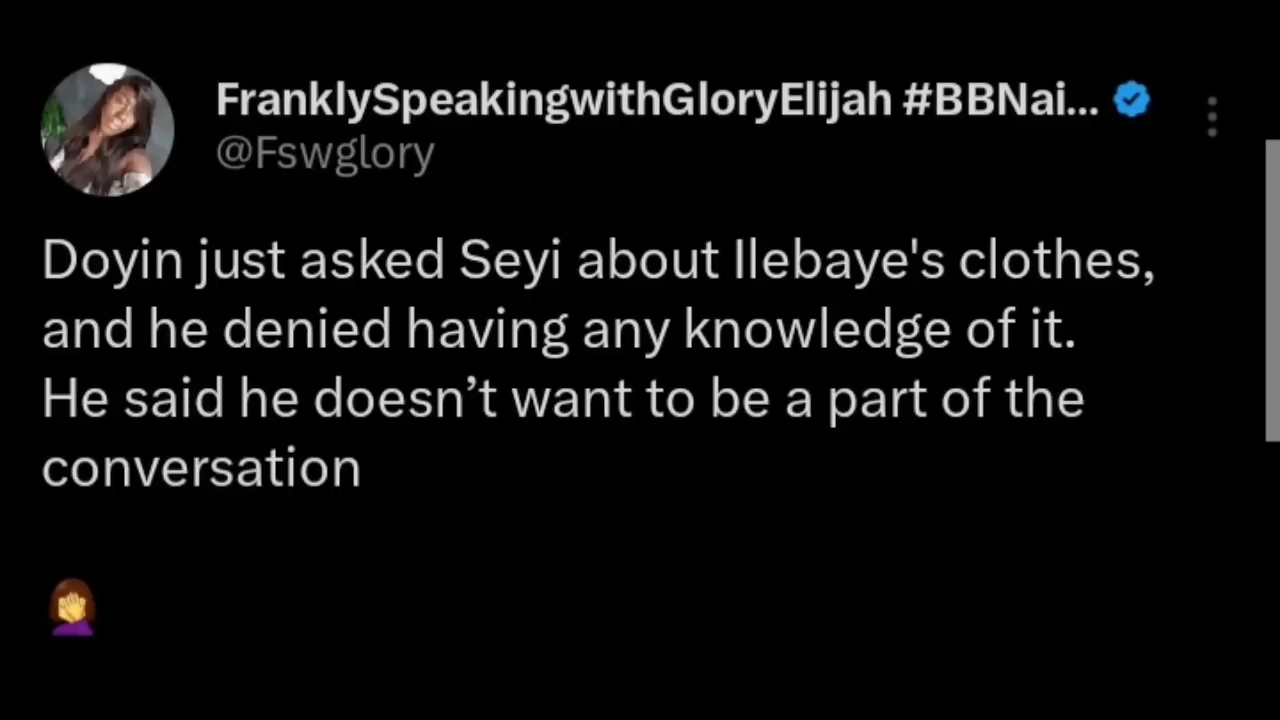 FranklySpeakingwithGloryElijah #BBNai...
@Fswglory
Doyin just asked Seyi about Ilebaye's clothes,
and he denied having any knowledge of it.
He said he doesn’t want to be a part of the
conversation
🤦‍♀️